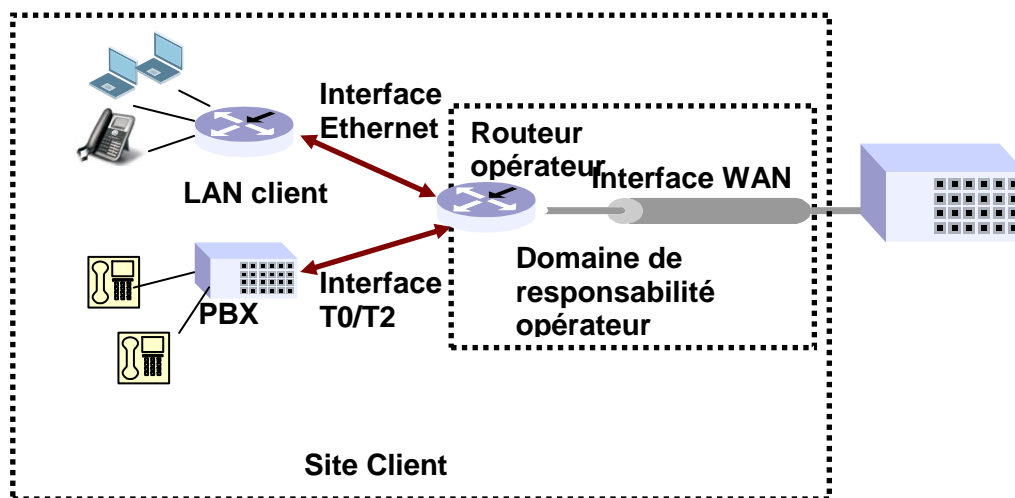 Interface
Ethernet
Routeur
opérateur
Interface WAN
LAN client
Domaine de
responsabilité
opérateur
Interface
T0/T2
PBX
Site Client